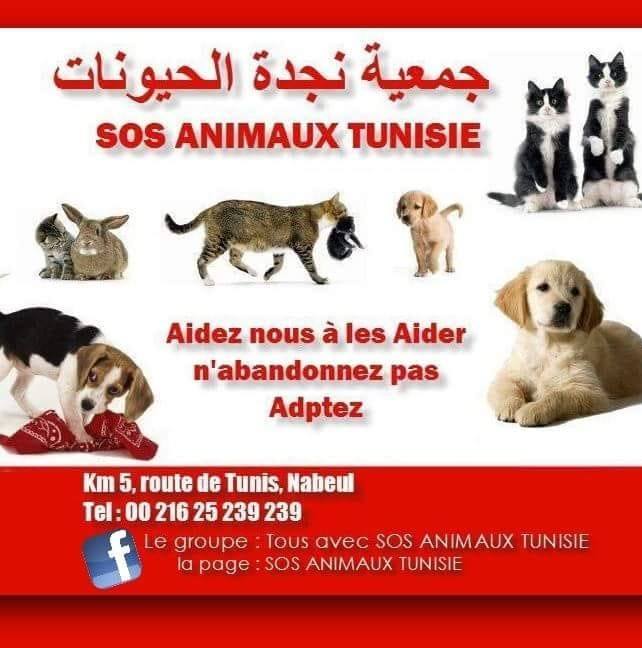 جمعية نجدة الحيونات
SOS ANIMAUX TUNISIE
Aidez nous à les Aider
n'abandonnez pas
Adptez
Km 5, route de Tunis, Nabeul
Tel : 00 216 25 239 239
f Le groupe : Tous avec SOS ANIMAUX TUNISIE
la page : SOS ANIMAUX TUNISIE